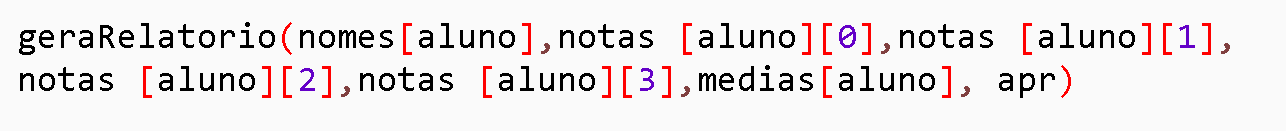 geraRelatorio(nomes[aluno],notas [aluno][0],notas [aluno][1],
notas [aluno][2],notas [aluno][3],medias[aluno], apr)